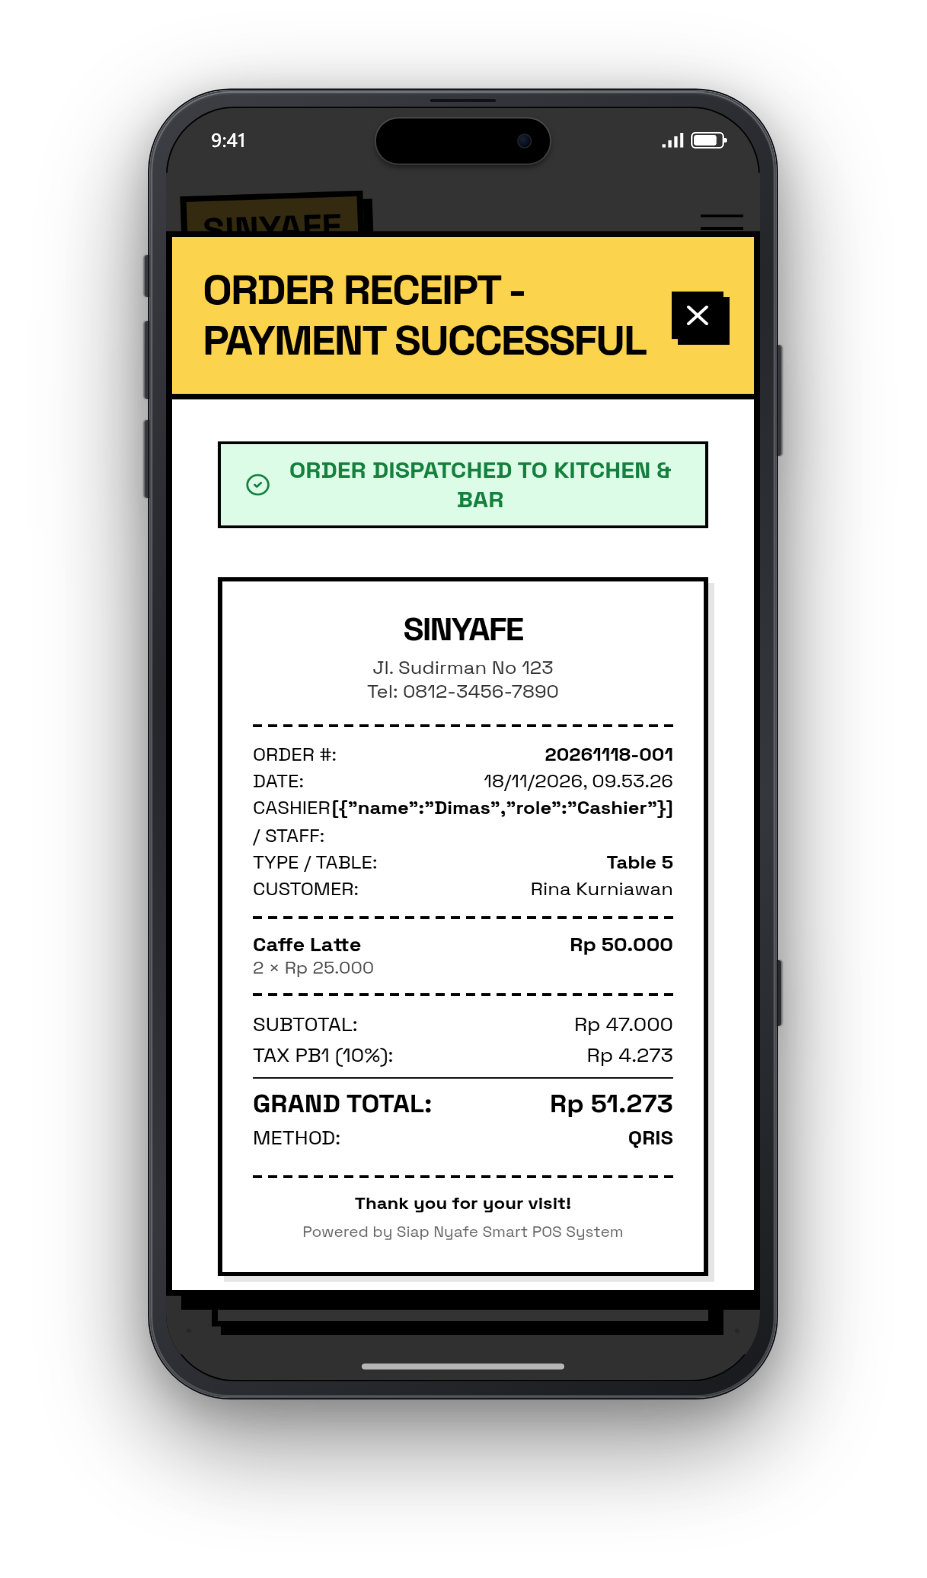 9:41
SINYAFE
ORDER RECEIPT -
PAYMENT SUCCESSFUL
ORDER DISPATCHED TO KITCHEN &
BAR
SINYAFE
Jl. Sudirman No 123
Tel: 0812-3456-7890
ORDER #: 20261118-001
DATE: 18/11/2026, 09.53.26
CASHIER [{"name":"Dimas","role":"Cashier"}]
/ STAFF:
TYPE / TABLE: Table 5
CUSTOMER: Rina Kurniawan
Caffe Latte Rp 50.000
2 × Rp 25.000
SUBTOTAL: Rp 47.000
TAX PB1 (10%): Rp 4.273
GRAND TOTAL: Rp 51.273
METHOD: QRIS
Thank you for your visit!
Powered by Siap Nyafe Smart POS System